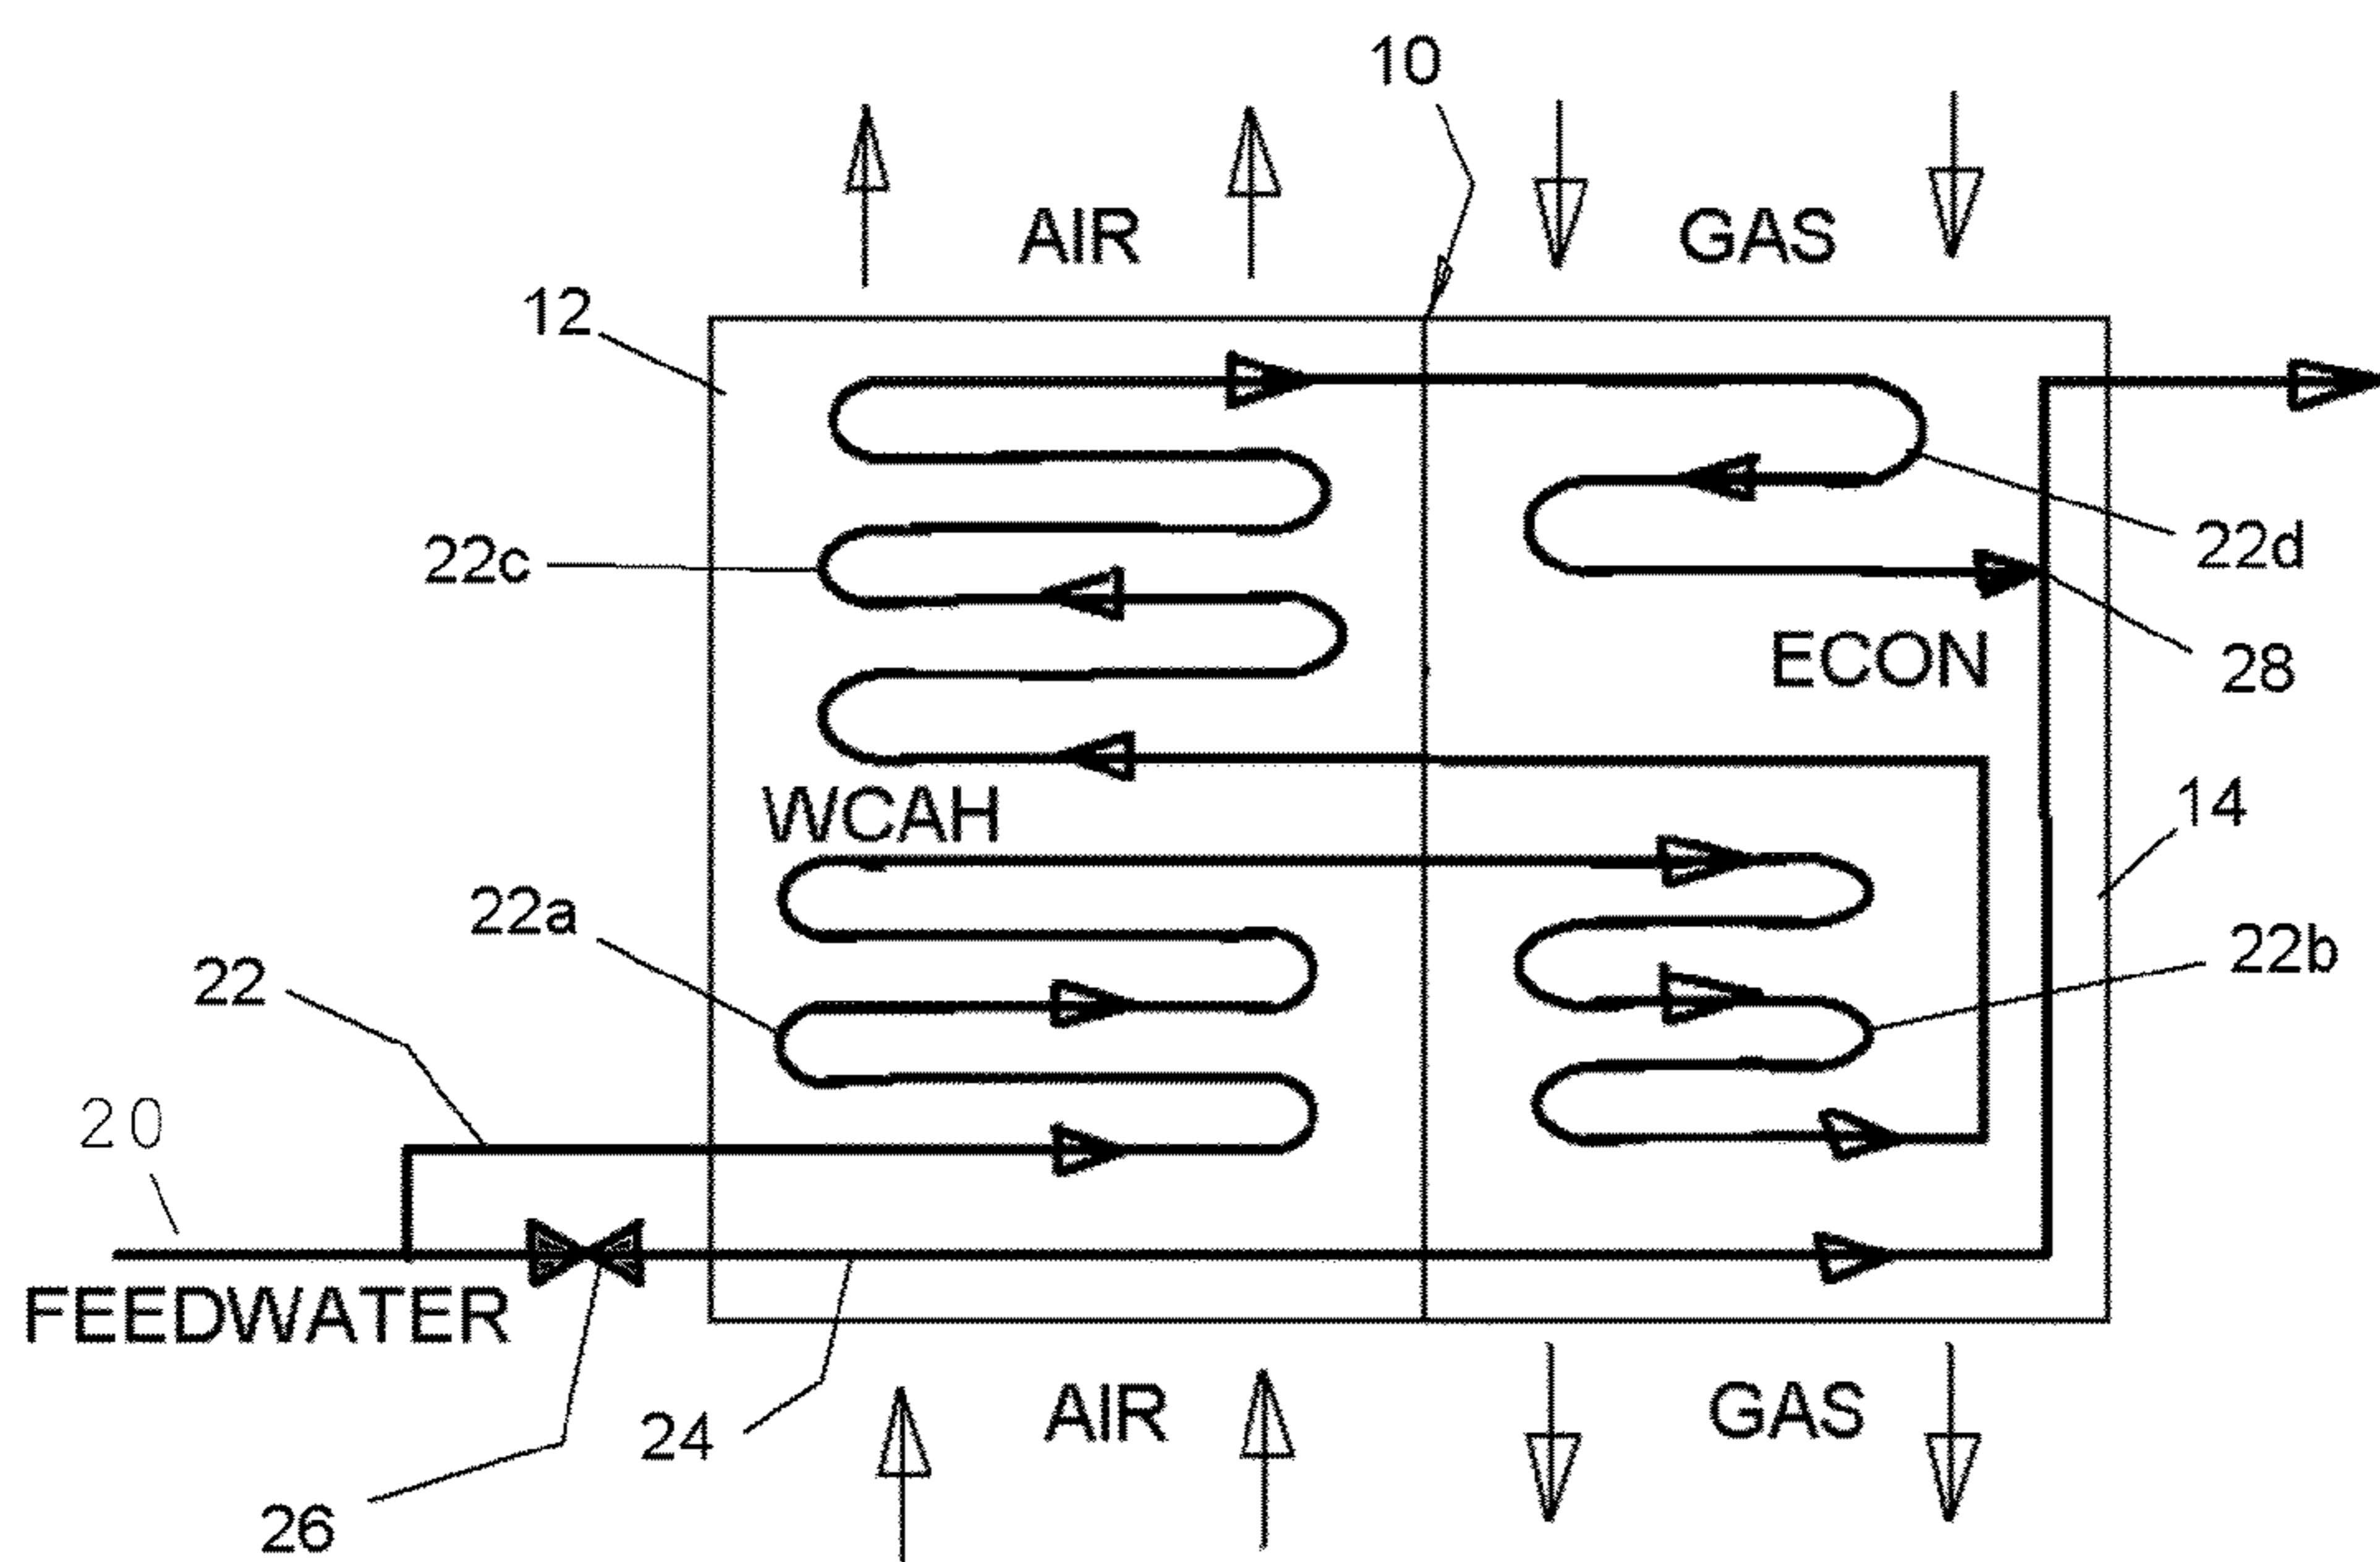 10
AIR
GAS
12
22c
22d
ECON
28
WCAH
14
22a
22b
22
20
FEEDWATER
24
AIR
GAS
26